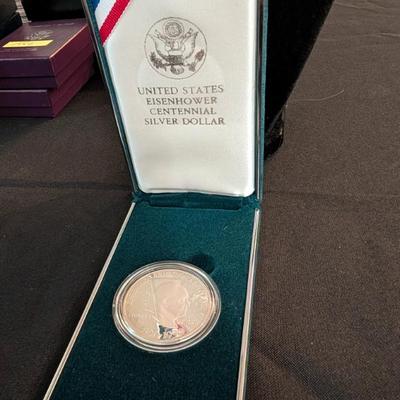 UNITED STATES
EISENHOWER
CENTENNIAL
SILVER DOLLAR